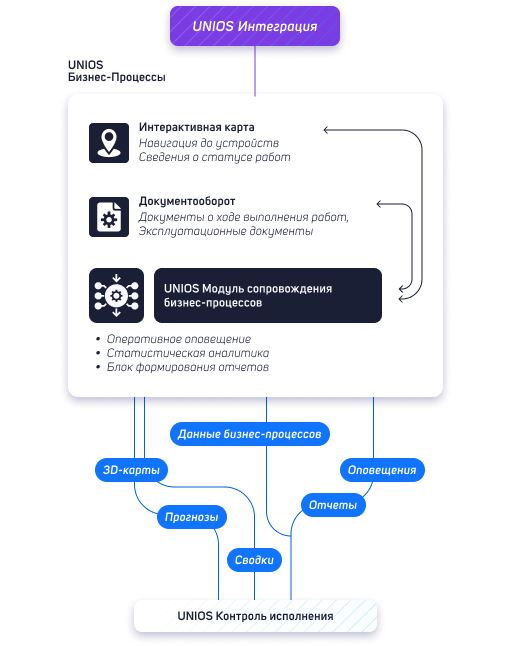 UNIOS Интеграция
UNIOS
Бизнес-Процессы
Интерактивная карта
Навигация до устройств
Сведения о статусе работ
Документооборот
Документы о ходе выполнения работ,
Эксплуатационные документы
UNIOS Модуль сопровождения
бизнес-процессов
• Оперативное оповещение
• Статистическая аналитика
• Блок формирования отчетов
Данные бизнес-процессов
3D-карты
Оповещения
Отчеты
Прогнозы
Сводки
UNIOS Контроль исполнения